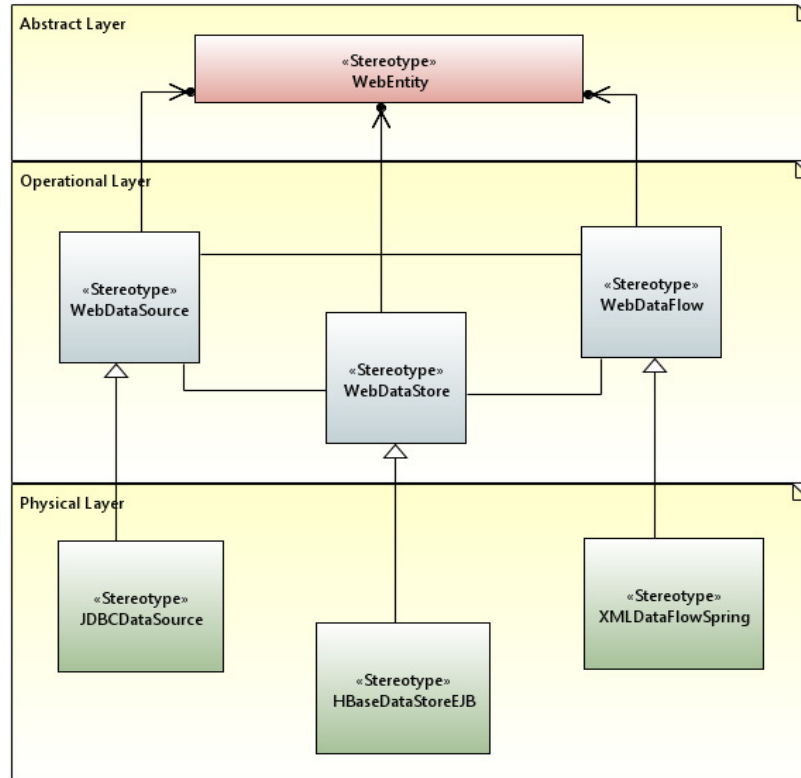 Abstract Layer
«Stereotype»
WebEntity
Operational Layer
«Stereotype»
WebDataSource
«Stereotype»
WebDataFlow
«Stereotype»
WebDataStore
Physical Layer
«Stereotype»
JDBCDataSource
«Stereotype»
XMLDataFlowSpring
«Stereotype»
HBaseDataStoreEJB